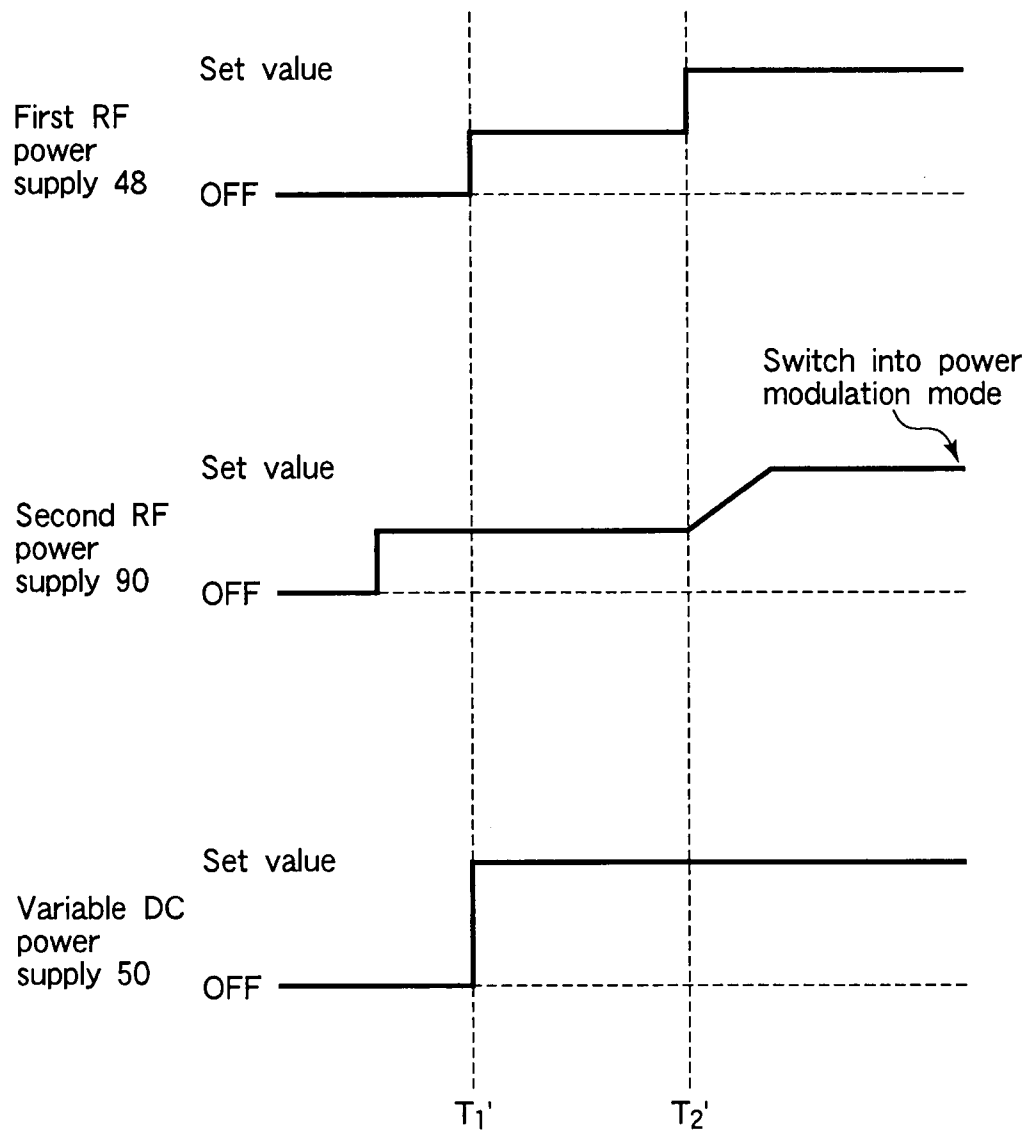 Set value
First RF
power
supply 48
OFF
Switch into power
modulation mode
Set value
Second RF
power
supply 90
OFF
Set value
Variable DC
power
supply 50
OFF
T1'
T2'